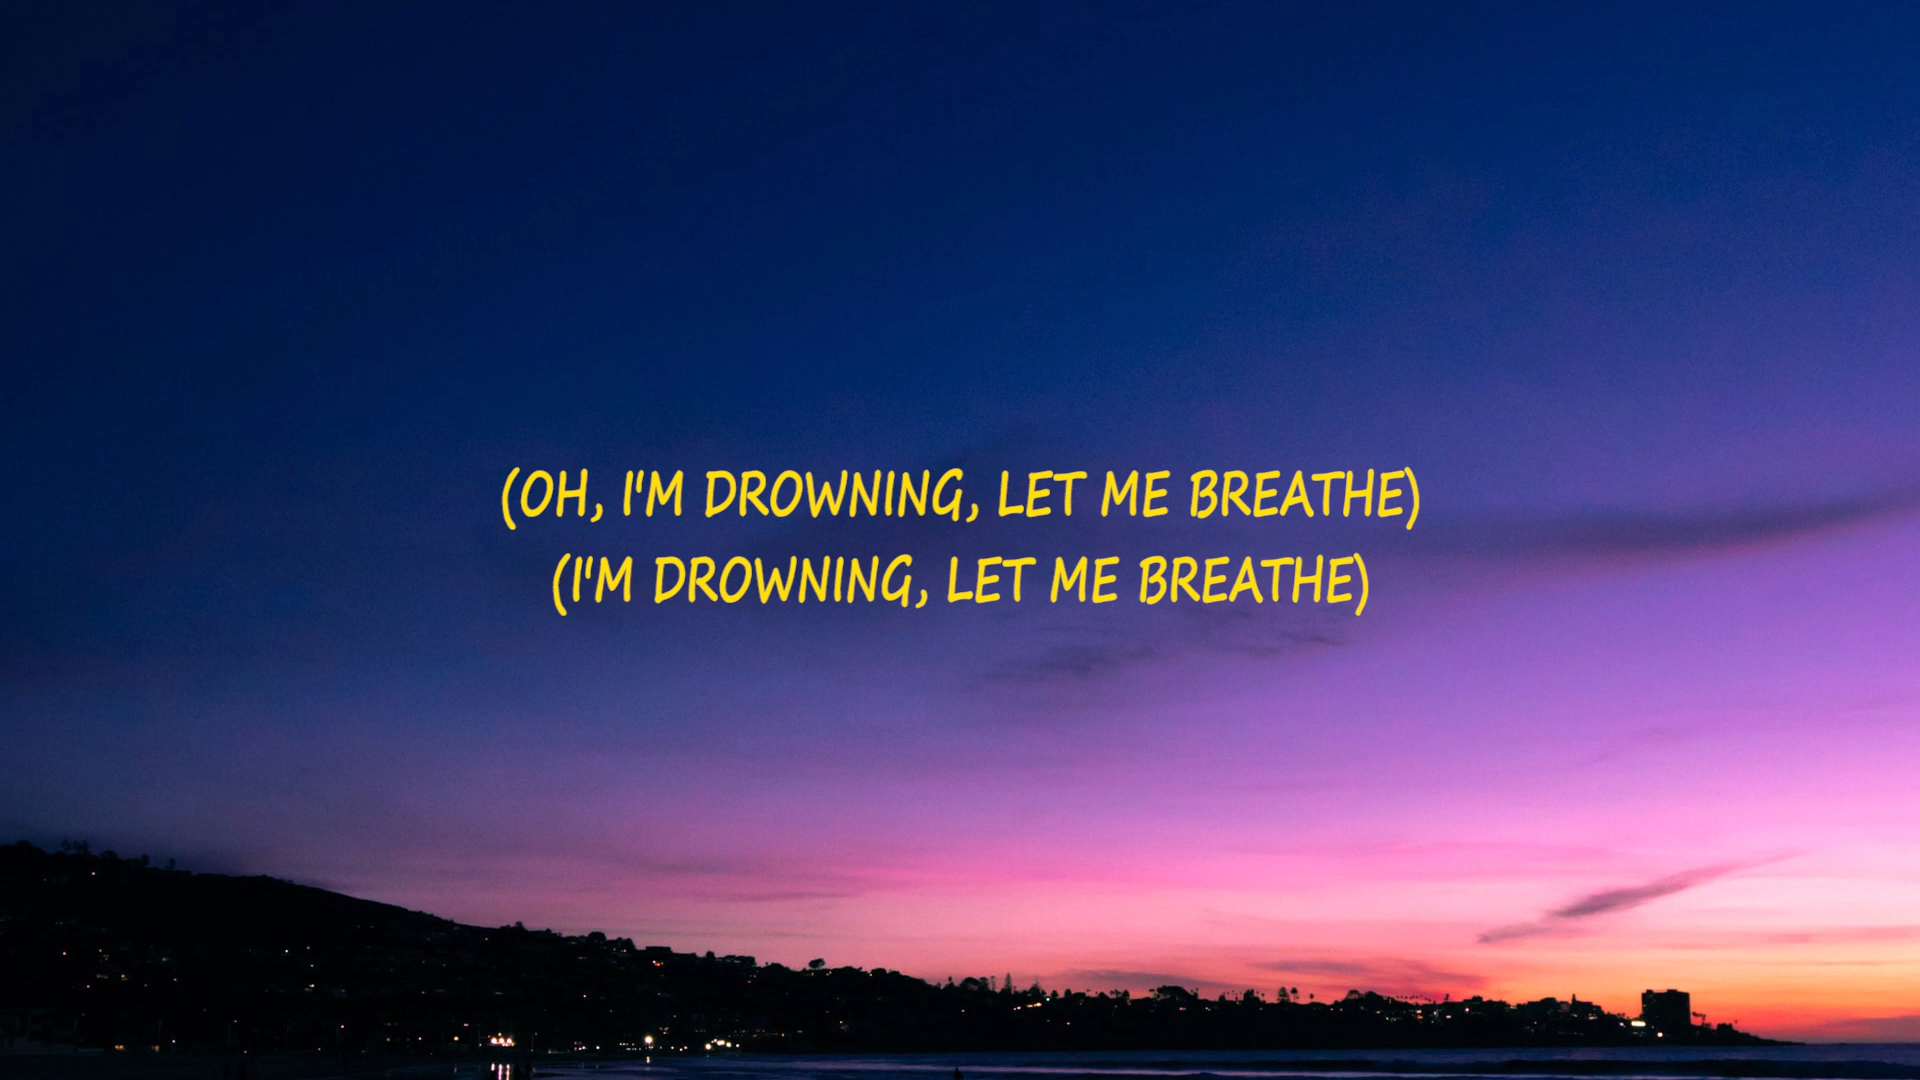 (OH, I'M DROWNING, LET ME BREATHE)
(I'M DROWNING, LET ME BREATHE)